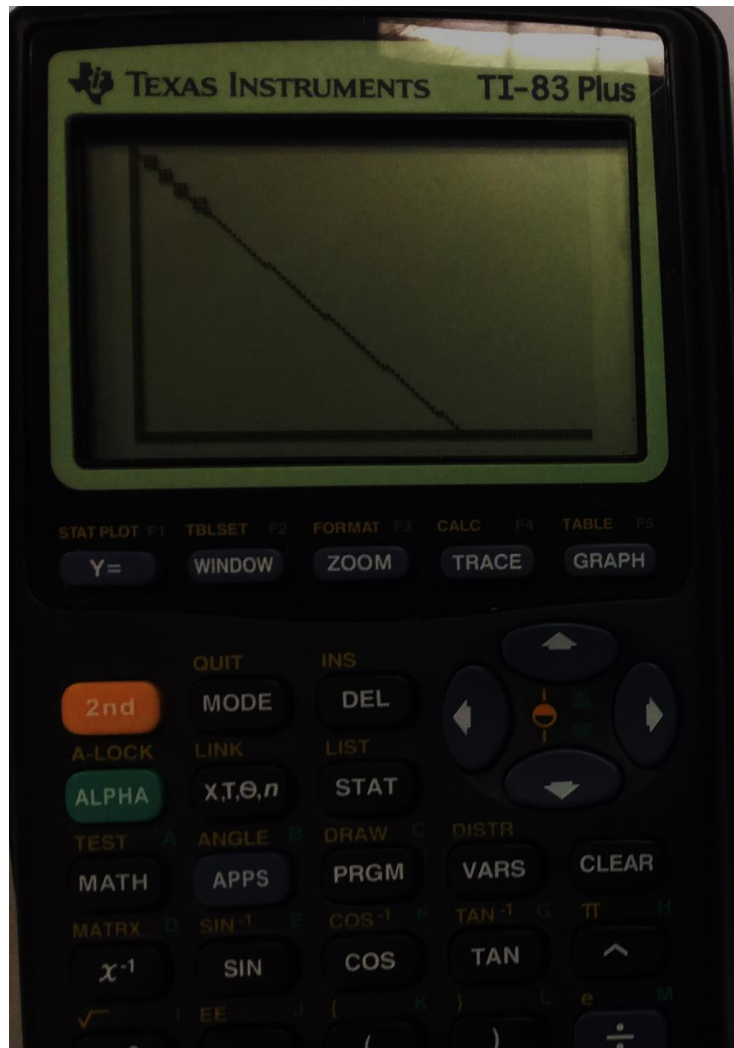 TEXAS INSTRUMENTS TI-83 Plus
STAT PLOT F1 TBLSET F2 FORMAT F3 CALC F4 TABLE F5
Y= WINDOW ZOOM TRACE GRAPH
QUIT INS
2nd MODE DEL
A-LOCK LINK LIST
ALPHA X,T,Θ,n STAT
TEST A ANGLE B DRAW C DISTR
MATH APPS PRGM VARS CLEAR
MATRX D SIN⁻¹ E COS⁻¹ F TAN⁻¹ G π H
x⁻¹ SIN COS TAN ^
√ I EE J { K } L e M
( ) ÷